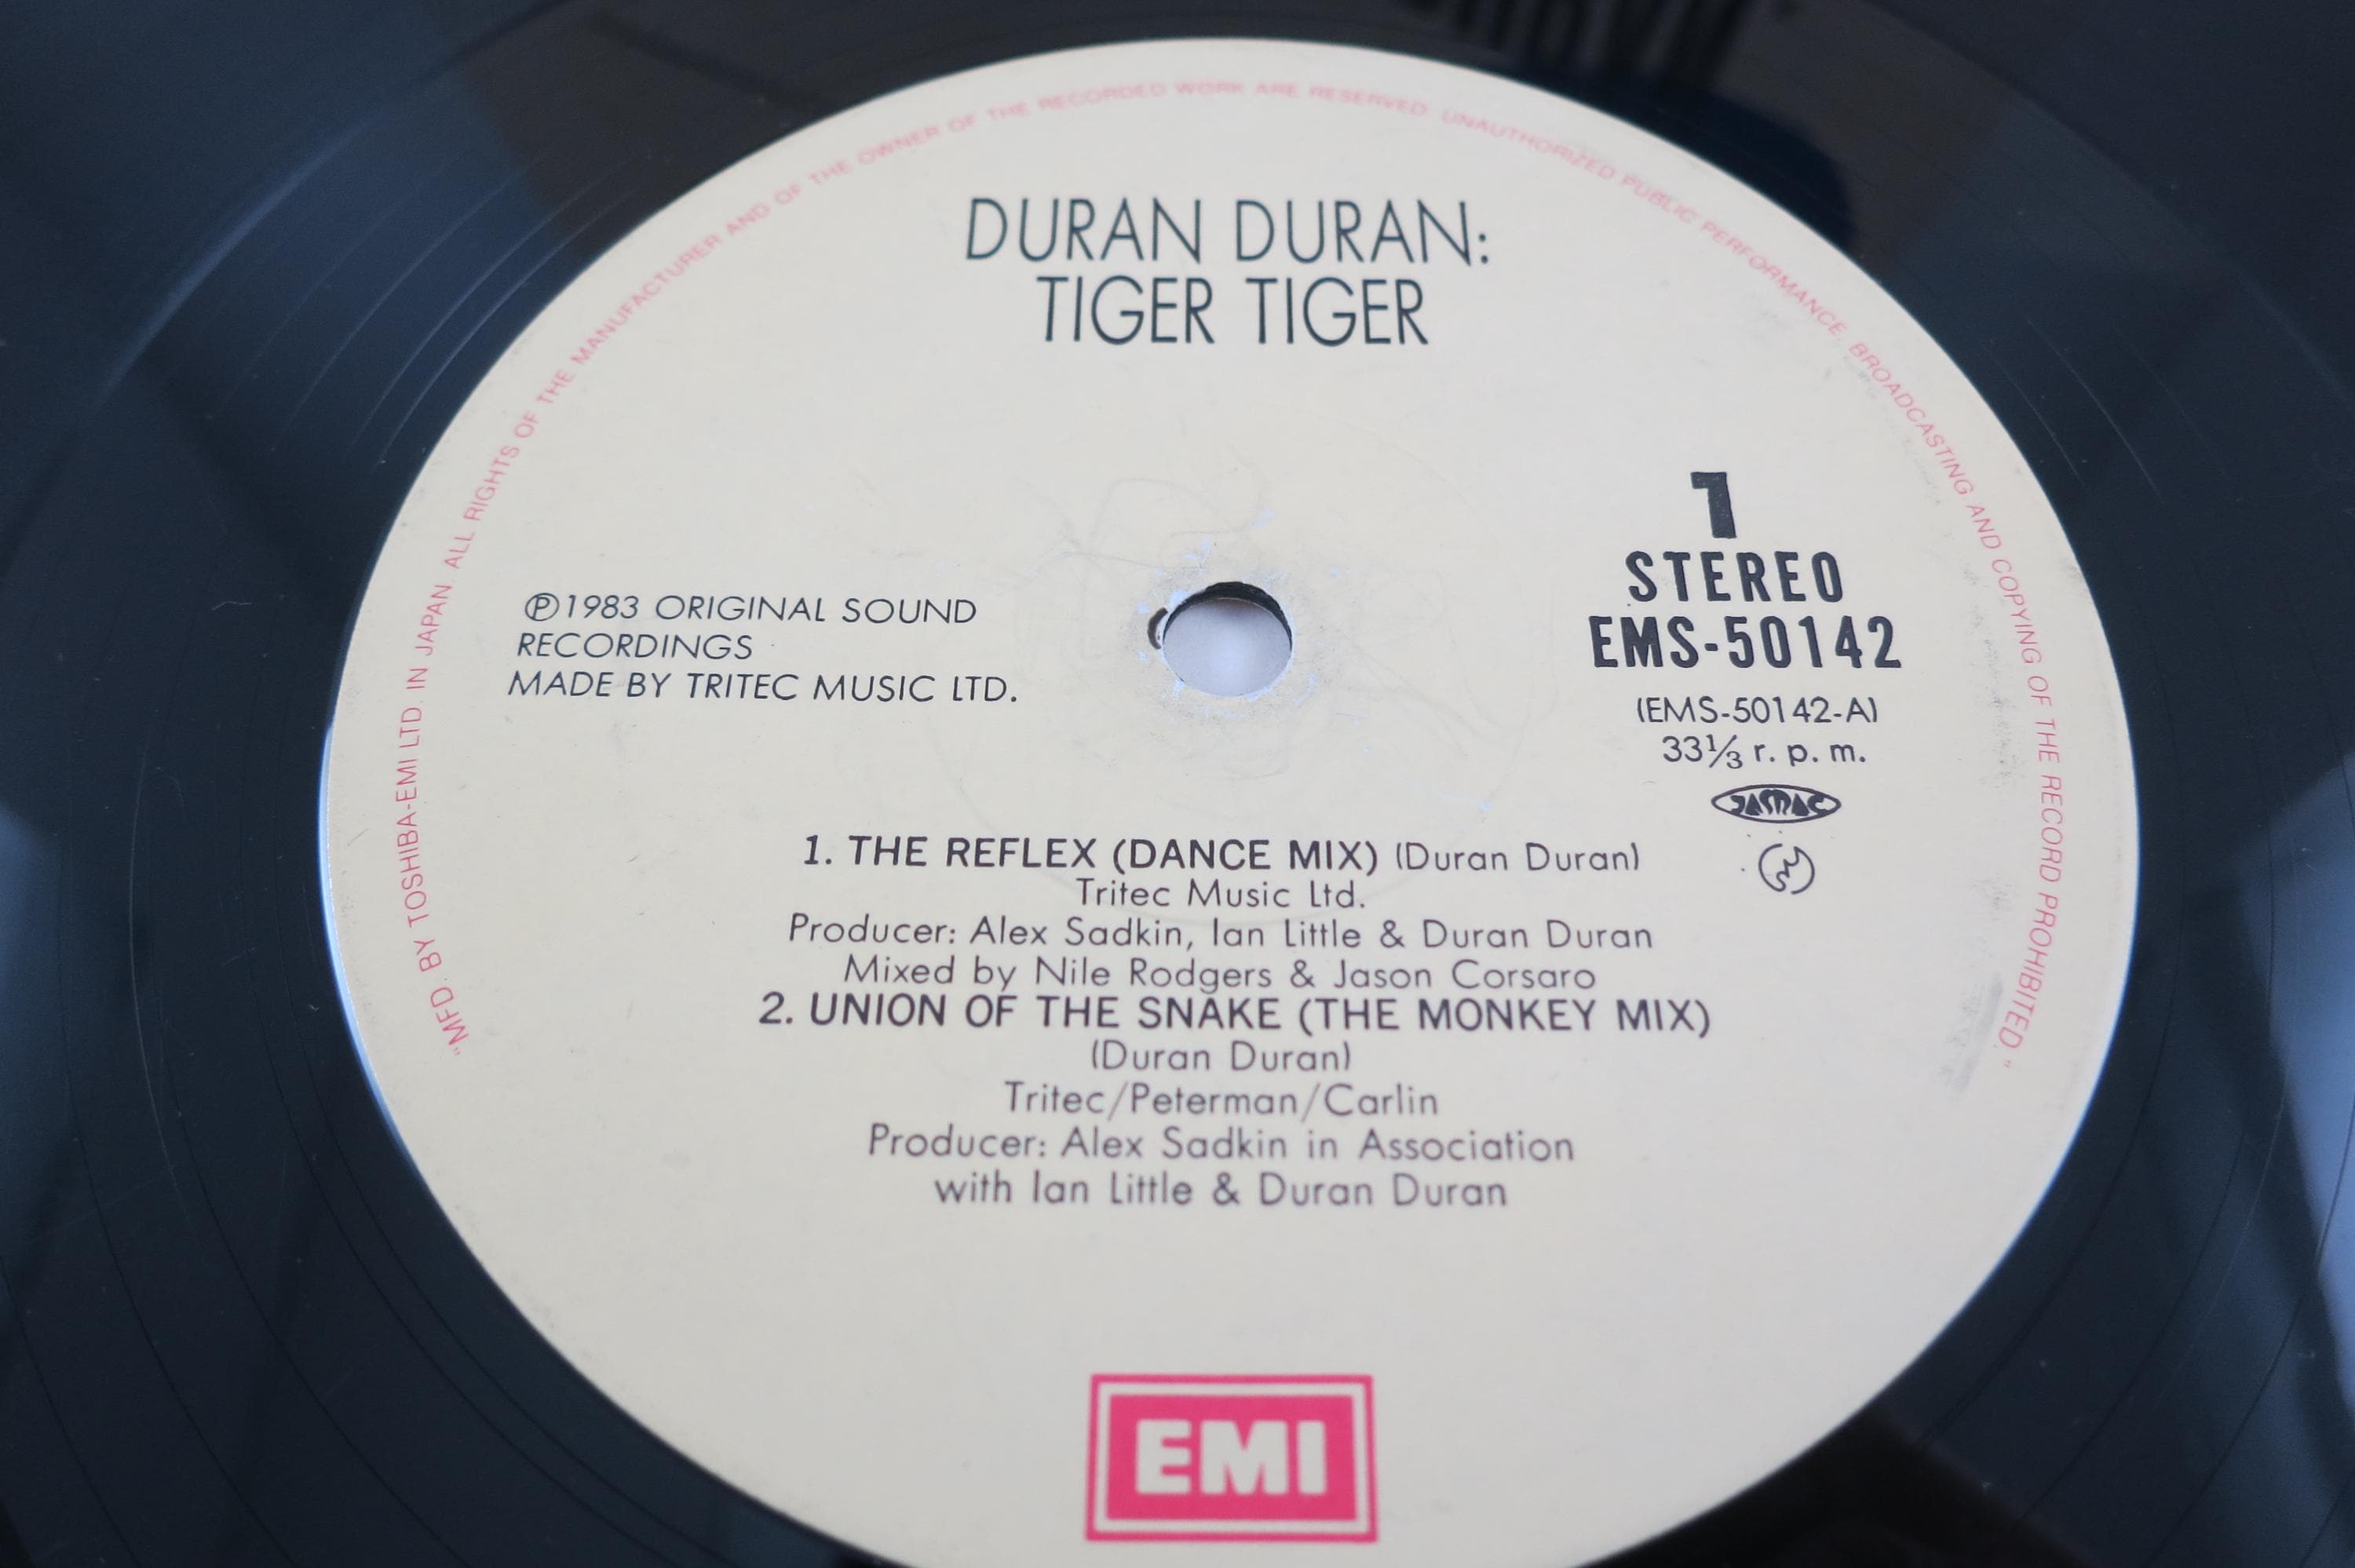 "MFD. BY TOSHIBA-EMI LTD. IN JAPAN. ALL RIGHTS OF THE MANUFACTURER AND OF THE OWNER OF THE RECORDED WORK ARE RESERVED. UNAUTHORIZED PUBLIC PERFORMANCE, BROADCASTING AND COPYING OF THE RECORD PROHIBITED."
DURAN DURAN:
TIGER TIGER
1
STEREO
EMS-50142
(EMS-50142-A)
33⅓ r. p. m.
JASRAC
℗1983 ORIGINAL SOUND
RECORDINGS
MADE BY TRITEC MUSIC LTD.
1. THE REFLEX (DANCE MIX) (Duran Duran)
Tritec Music Ltd.
Producer: Alex Sadkin, Ian Little & Duran Duran
Mixed by Nile Rodgers & Jason Corsaro
2. UNION OF THE SNAKE (THE MONKEY MIX)
(Duran Duran)
Tritec/Peterman/Carlin
Producer: Alex Sadkin in Association
with Ian Little & Duran Duran
EMI